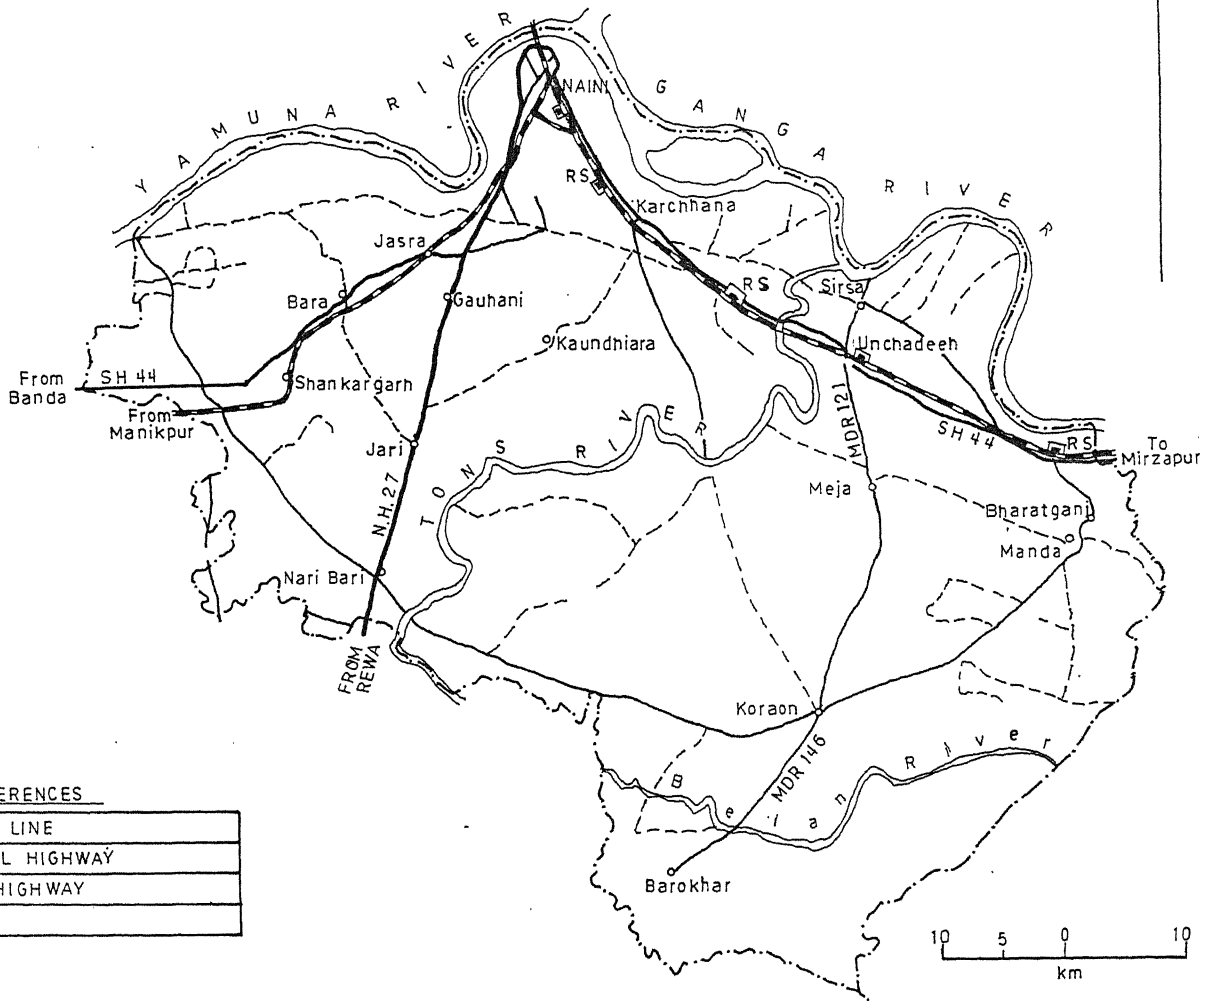 YAMUNA RIVER
GANGA RIVER
NAINI
RS
Karchhana
Jasra
RS
Sirsa
Bara
Gauhani
Kaundhiara
Unchadeeh
From
Banda
SH 44
Shankargarh
From
Manikpur
MDR 121
SH 44
RS
To
Mirzapur
Jari
TONS RIVER
N.H.27
Meja
Bharatganj
Manda
Nari Bari
FROM
REWA
Koraon
MDR 146
Belan River
Barokhar
ERENCES
LINE
L HIGHWAY
HIGHWAY
10 5 0 10
km